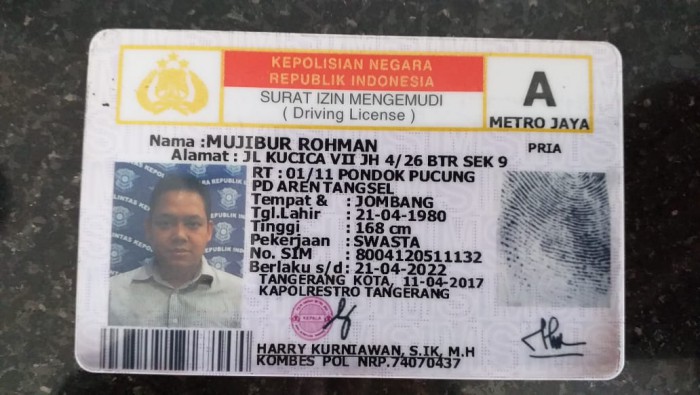 KEPOLISIAN NEGARA
REPUBLIK INDONESIA
SURAT IZIN MENGEMUDI
( Driving License )
A
METRO JAYA
Nama :MUJIBUR ROHMAN
PRIA
Alamat : JL KUCICA VII JH 4/26 BTR SEK 9
RT : 01/11 PONDOK PUCUNG
PD AREN TANGSEL
Tempat & : JOMBANG
Tgl.Lahir : 21-04-1980
Tinggi : 168 cm
Pekerjaan : SWASTA
No. SIM : 8004120511132
Berlaku s/d : 21-04-2022
TANGERANG KOTA, 11-04-2017
KAPOLRESTRO TANGERANG
HARRY KURNIAWAN, S.IK, M.H
KOMBES POL NRP.74070437